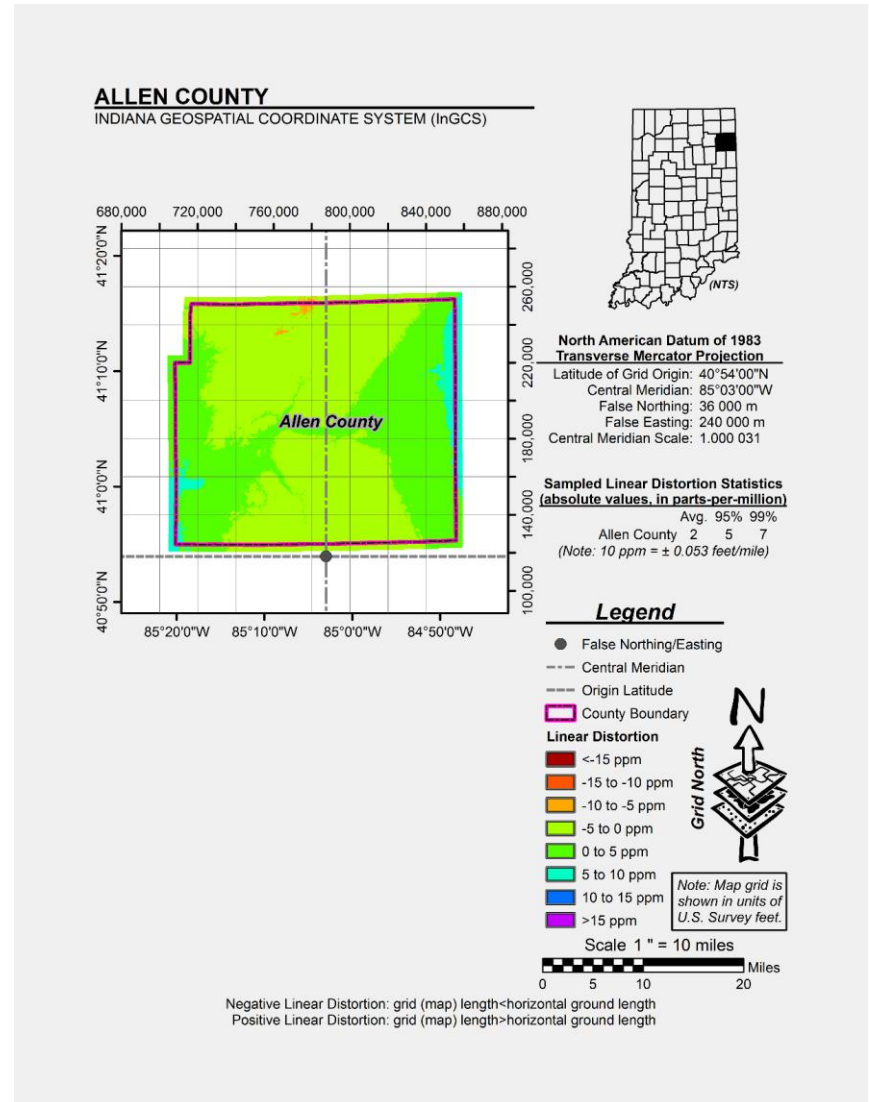 ALLEN COUNTY
INDIANA GEOSPATIAL COORDINATE SYSTEM (InGCS)
680,000 720,000 760,000 800,000 840,000 880,000
41°20'0"N
41°10'0"N
41°0'0"N
40°50'0"N
260,000
220,000
180,000
140,000
100,000
Allen County
85°20'0"W 85°10'0"W 85°0'0"W 84°50'0"W
(NTS)
North American Datum of 1983
Transverse Mercator Projection
Latitude of Grid Origin: 40°54'00"N
Central Meridian: 85°03'00"W
False Northing: 36 000 m
False Easting: 240 000 m
Central Meridian Scale: 1.000 031
Sampled Linear Distortion Statistics
(absolute values, in parts-per-million)
Avg. 95% 99%
Allen County 2 5 7
(Note: 10 ppm = ± 0.053 feet/mile)
Legend
False Northing/Easting
Central Meridian
Origin Latitude
County Boundary
Linear Distortion
<-15 ppm
-15 to -10 ppm
-10 to -5 ppm
-5 to 0 ppm
0 to 5 ppm
5 to 10 ppm
10 to 15 ppm
>15 ppm
N
Grid North
Note: Map grid is
shown in units of
U.S. Survey feet.
Scale 1 " = 10 miles
Miles
0 5 10 20
Negative Linear Distortion: grid (map) length<horizontal ground length
Positive Linear Distortion: grid (map) length>horizontal ground length